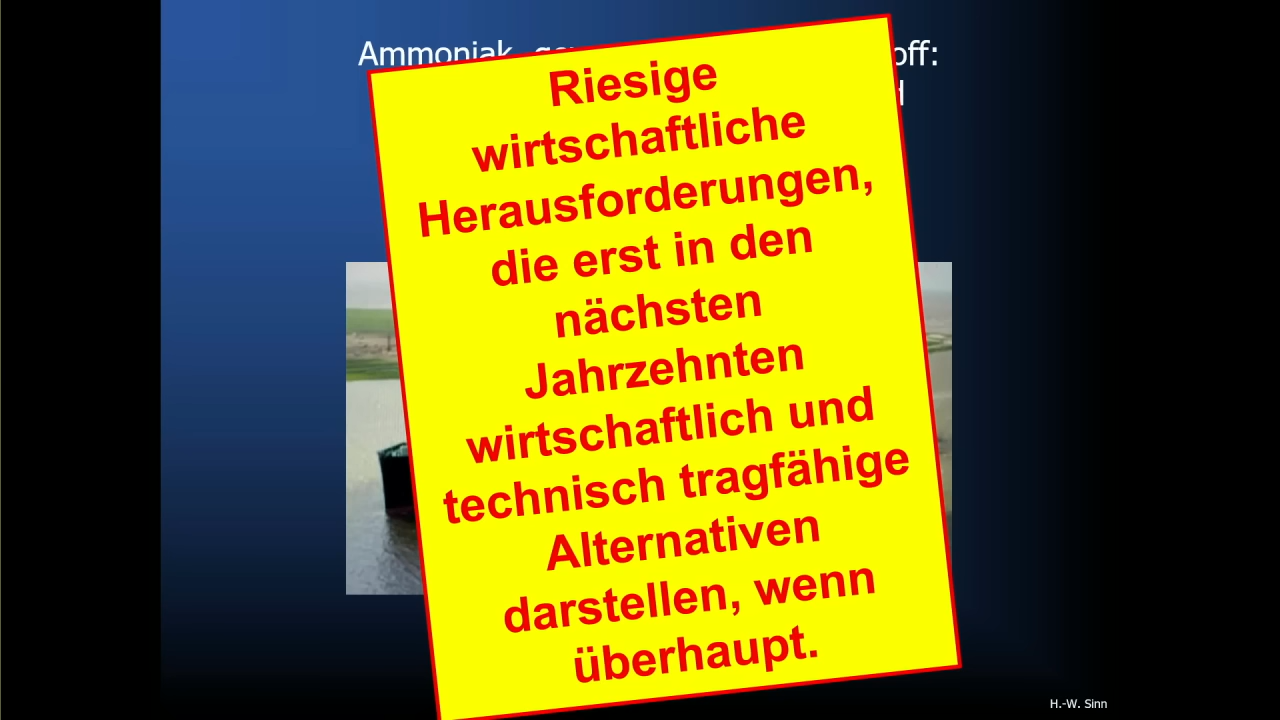 Ammoniak off:
Riesige
wirtschaftliche
Herausforderungen,
die erst in den
nächsten
Jahrzehnten
wirtschaftlich und
technisch tragfähige
Alternativen
darstellen, wenn
überhaupt.
H.-W. Sinn